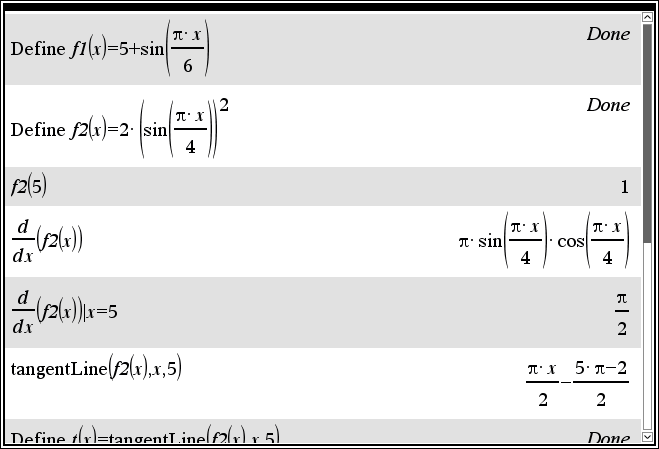 Define f1(x)=5+sin(π·x/6) Done
Define f2(x)=2·(sin(π·x/4))^2 Done
f2(5) 1
d/dx(f2(x)) π·sin(π·x/4)·cos(π·x/4)
d/dx(f2(x))|x=5 π/2
tangentLine(f2(x),x,5) π·x/2−5·π−2/2
Define t(x)=tangentLine(f2(x),x,5) Done